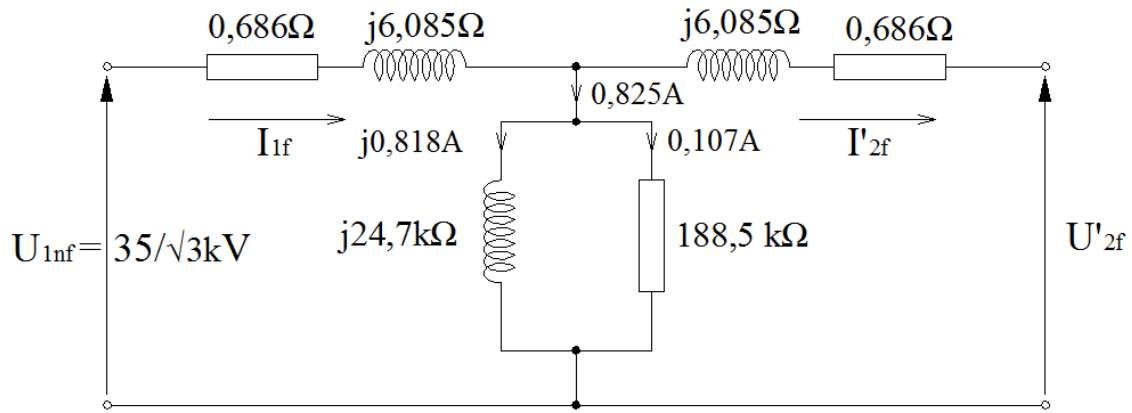 0,686Ω
j6,085Ω
j6,085Ω
0,686Ω
0,825A
I1f
j0,818A
0,107A
I'2f
U1nf= 35/√3kV
j24,7kΩ
188,5 kΩ
U'2f